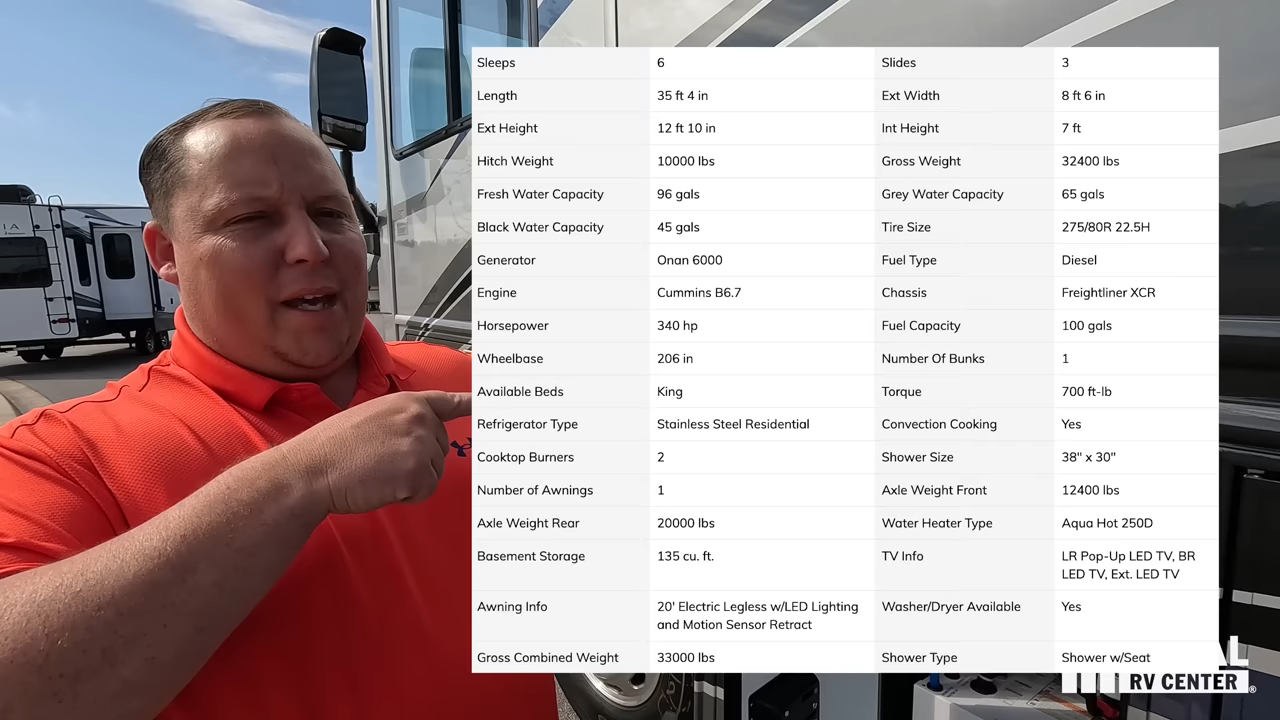 Sleeps 6 Slides 3
Length 35 ft 4 in Ext Width 8 ft 6 in
Ext Height 12 ft 10 in Int Height 7 ft
Hitch Weight 10000 lbs Gross Weight 32400 lbs
Fresh Water Capacity 96 gals Grey Water Capacity 65 gals
Black Water Capacity 45 gals Tire Size 275/80R 22.5H
Generator Onan 6000 Fuel Type Diesel
Engine Cummins B6.7 Chassis Freightliner XCR
Horsepower 340 hp Fuel Capacity 100 gals
Wheelbase 206 in Number Of Bunks 1
Available Beds King Torque 700 ft-lb
Refrigerator Type Stainless Steel Residential Convection Cooking Yes
Cooktop Burners 2 Shower Size 38" x 30"
Number of Awnings 1 Axle Weight Front 12400 lbs
Axle Weight Rear 20000 lbs Water Heater Type Aqua Hot 250D
Basement Storage 135 cu. ft. TV Info LR Pop-Up LED TV, BR
LED TV, Ext. LED TV
Awning Info 20' Electric Legless w/LED Lighting Washer/Dryer Available Yes
and Motion Sensor Retract
Gross Combined Weight 33000 lbs Shower Type Shower w/Seat
RV CENTER®